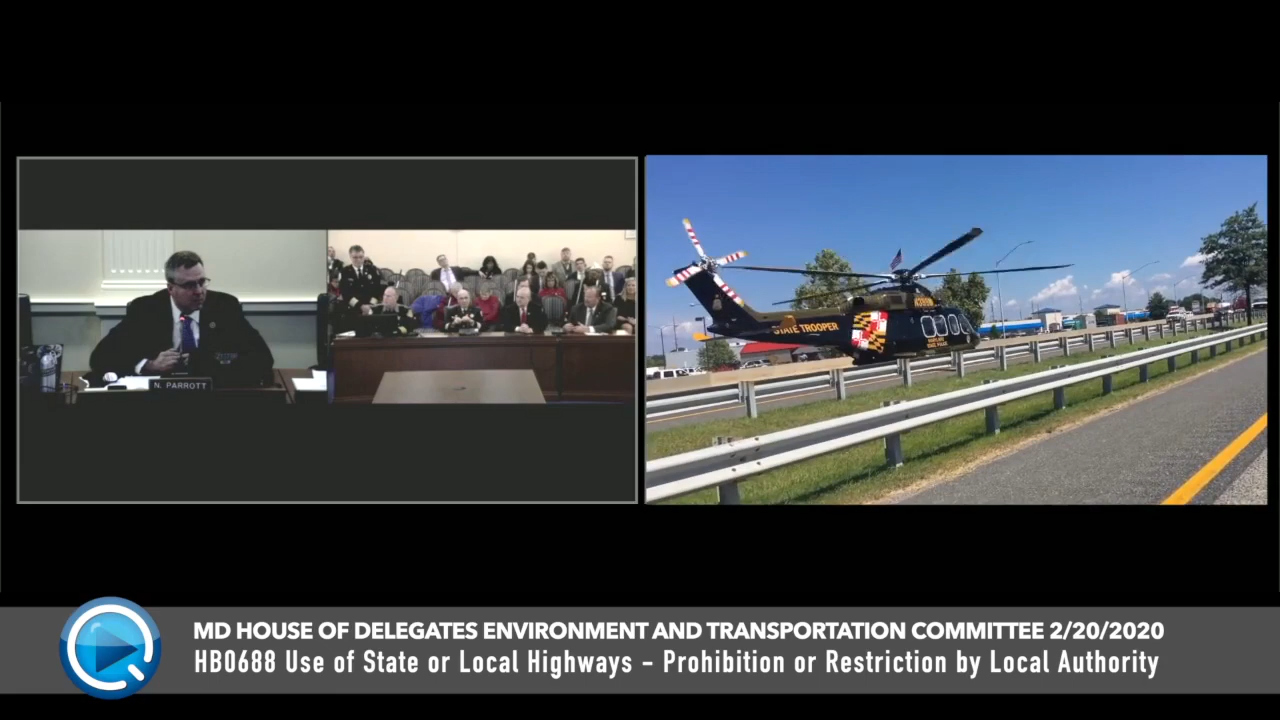 N. PARROTT
STATE TROOPER
MD HOUSE OF DELEGATES ENVIRONMENT AND TRANSPORTATION COMMITTEE 2/20/2020
HB0688 Use of State or Local Highways - Prohibition or Restriction by Local Authority